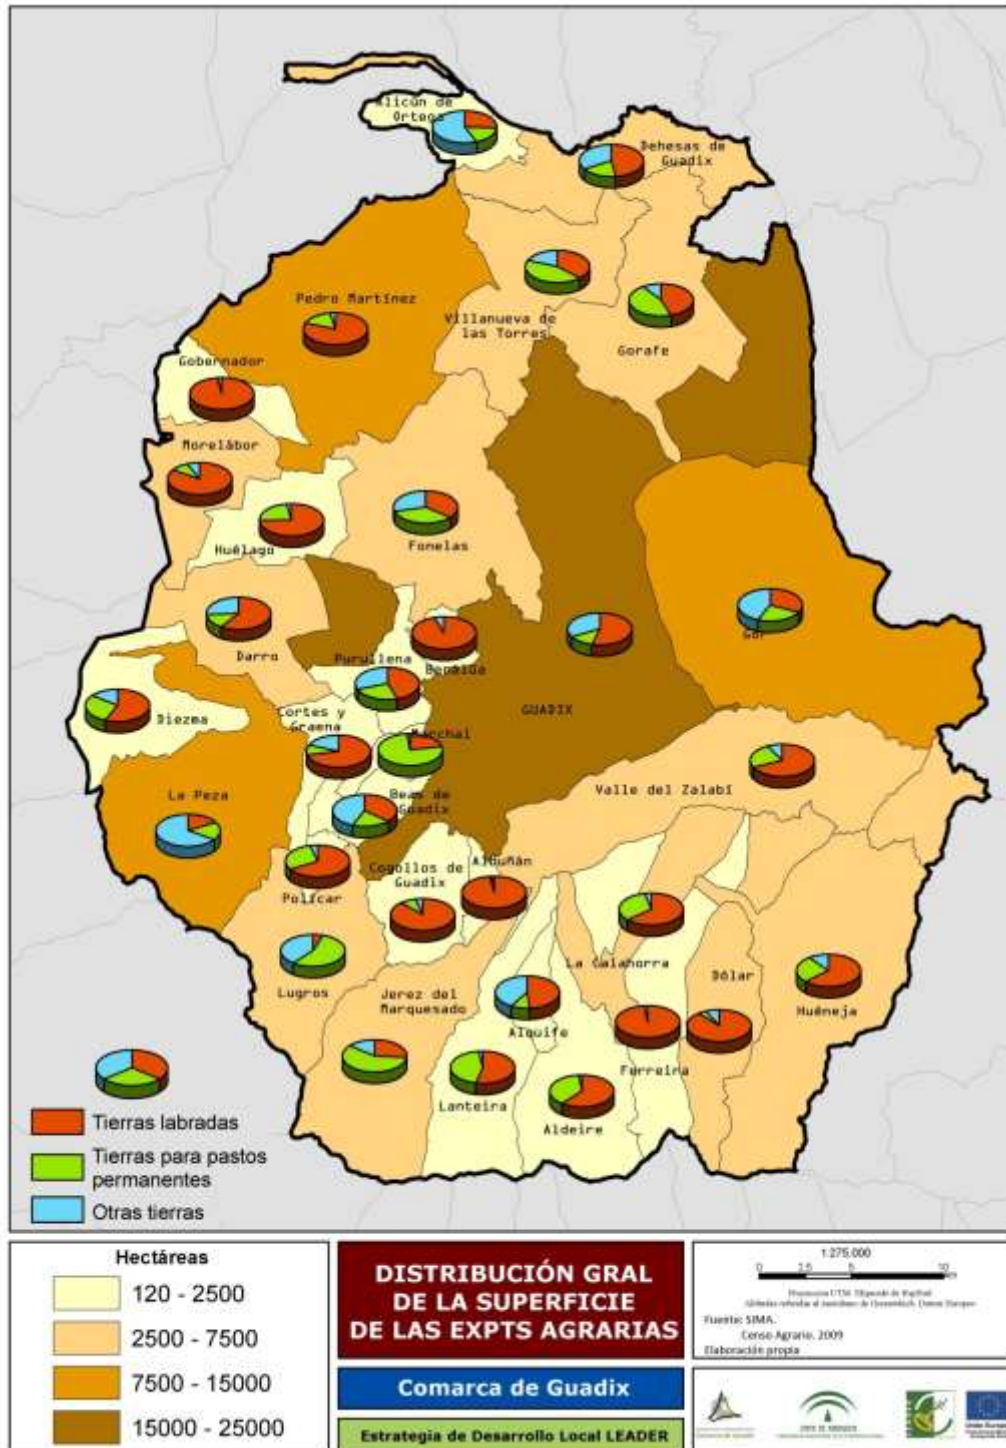 Alicún de
Ortega
Dehesas de
Guadix
Pedro Martínez
Villanueva de
las Torres
Gorafe
Gobernador
Morelábor
Huélago
Fonelas
Darro
Purullena
Benalúa
Gor
Diezma
Cortes y
Graena
Marchal
GUADIX
La Peza
Beas de
Guadix
Valle del Zalabí
Cogollos de
Guadix
Albuñán
Polícar
La Calahorra
Lugros
Jerez del
Marquesado
Dólar
Huéneja
Alquife
Ferreira
Lanteira
Aldeire
Tierras labradas
Tierras para pastos
permanentes
Otras tierras
Hectáreas
120 - 2500
2500 - 7500
7500 - 15000
15000 - 25000
DISTRIBUCIÓN GRAL
DE LA SUPERFICIE
DE LAS EXPTS AGRARIAS
Comarca de Guadix
Estrategia de Desarrollo Local LEADER
1:275.000
0 2,5 5 10
Km
Fuente: SIMA.
Censo Agrario. 2009
Elaboración propia